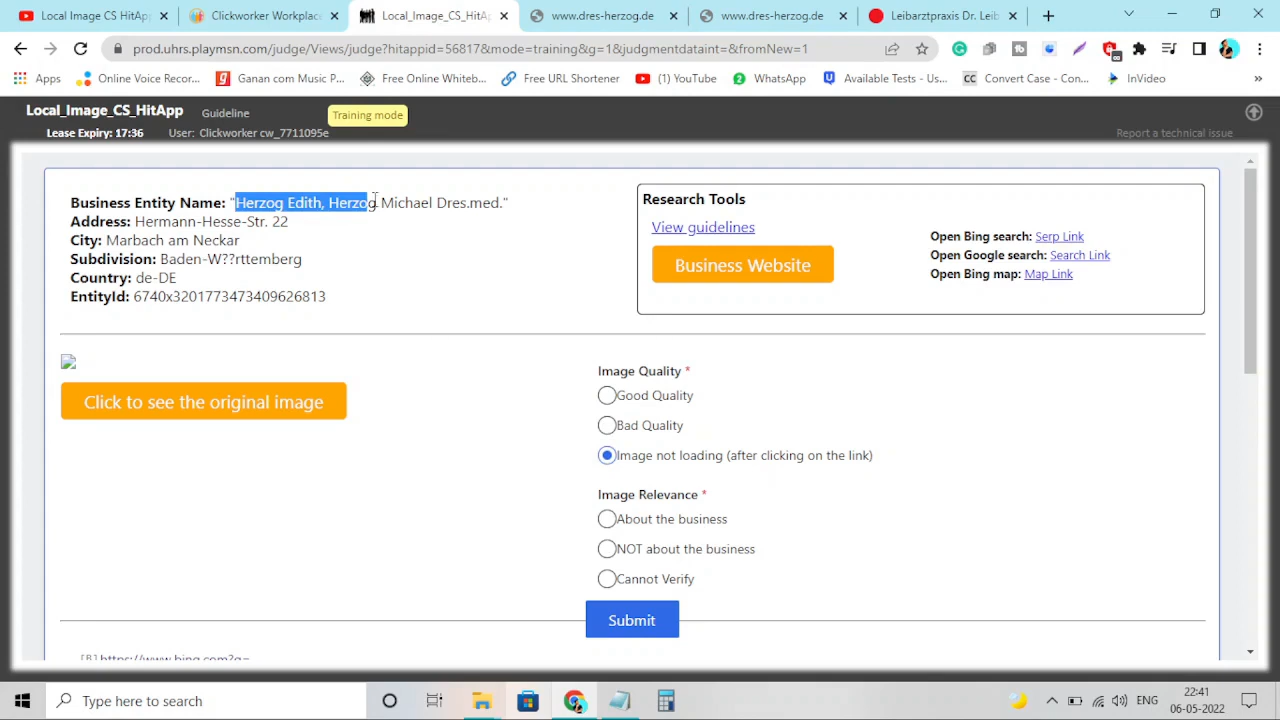 (1) YouTube
Clickworker Workplac
Local_Image_CS_HitAp
www.dres-herzog.de
www.dres-herzog.de
Leibarztpraxis Dr. Leib
prod.uhrs.playmsn.com/judge/Views/judge?hitappid=56817&mode=training&g=1&judgmentdataint=&fromNew=1
Apps
Online Voice Recor...
Ganan com Music P...
Free Online Whiteb...
Free URL Shortener
(1) YouTube
WhatsApp
Available Tests - Us...
Convert Case - Con...
InVideo
Local_Image_CS_HitApp
Guideline
Training mode
Lease Expiry: 17:36
User: Clickworker cw_7711095e
Report a technical issue
Business Entity Name: "Herzog Edith, Herzog Michael Dres.med."
Address: Hermann-Hesse-Str. 22
City: Marbach am Neckar
Subdivision: Baden-W??rttemberg
Country: de-DE
EntityId: 6740x3201773473409626813
Research Tools
View guidelines
Business Website
Open Bing search: Serp Link
Open Google search: Search Link
Open Bing map: Map Link
Click to see the original image
Image Quality *
Good Quality
Bad Quality
Image not loading (after clicking on the link)
Image Relevance *
About the business
NOT about the business
Cannot Verify
Submit
[B] https://www.bing.com?q=
Type here to search
ENG
22:41
06-05-2022